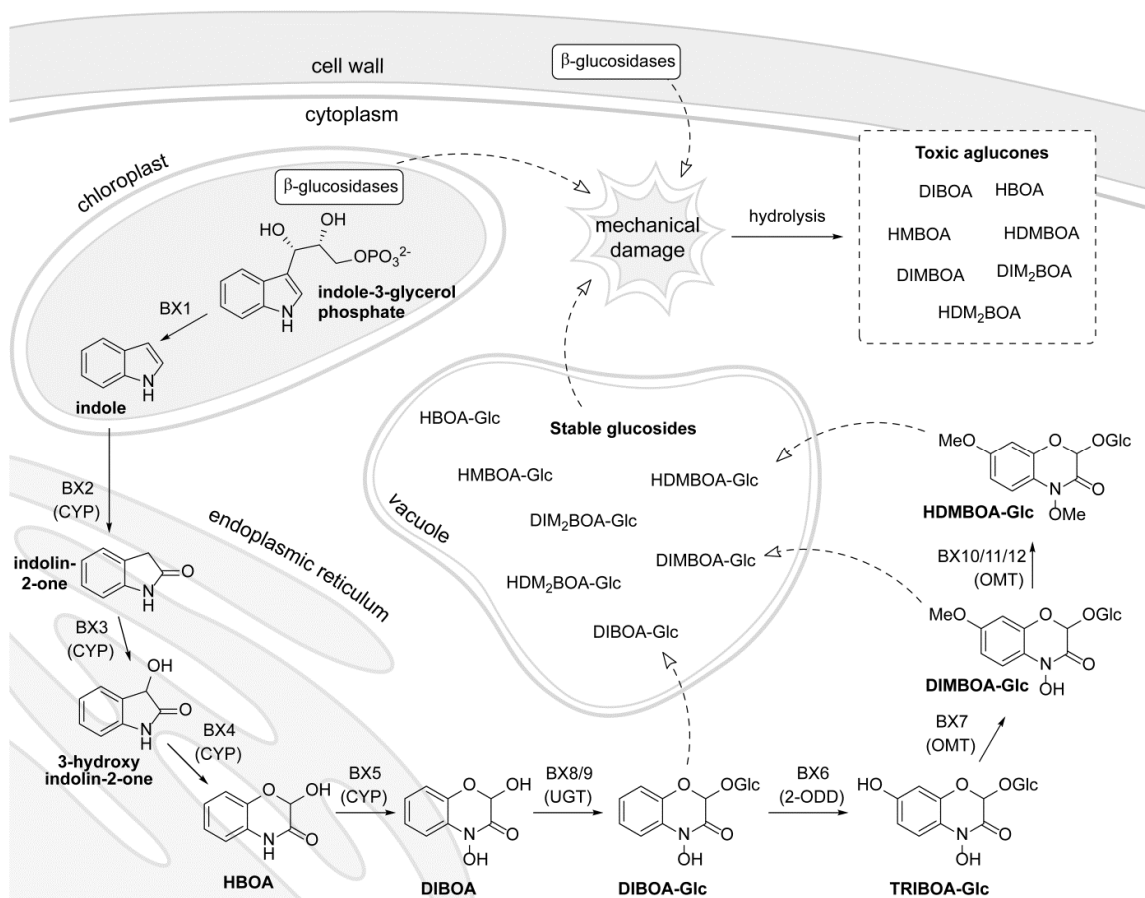 β-glucosidases
cell wall
cytoplasm
chloroplast
β-glucosidases
OH
HO
OPO₃²⁻
indole-3-glycerol
phosphate
N
H
BX1
N
H
indole
mechanical
damage
hydrolysis
Toxic aglucones
DIBOA
HBOA
HMBOA
HDMBOA
DIMBOA
DIM₂BOA
HDM₂BOA
vacuole
Stable glucosides
HBOA-Glc
HMBOA-Glc
HDMBOA-Glc
DIM₂BOA-Glc
DIMBOA-Glc
HDM₂BOA-Glc
DIBOA-Glc
BX2
(CYP)
endoplasmic reticulum
indolin-
2-one
O
N
H
BX3
(CYP)
OH
O
N
H
3-hydroxy
indolin-2-one
BX4
(CYP)
O
OH
N
H
O
HBOA
BX5
(CYP)
O
OH
N
O
OH
DIBOA
BX8/9
(UGT)
O
OGlc
N
O
OH
DIBOA-Glc
BX6
(2-ODD)
HO
O
OGlc
N
O
OH
TRIBOA-Glc
BX7
(OMT)
MeO
O
OGlc
N
O
OH
DIMBOA-Glc
BX10/11/12
(OMT)
MeO
O
OGlc
N
O
OMe
HDMBOA-Glc